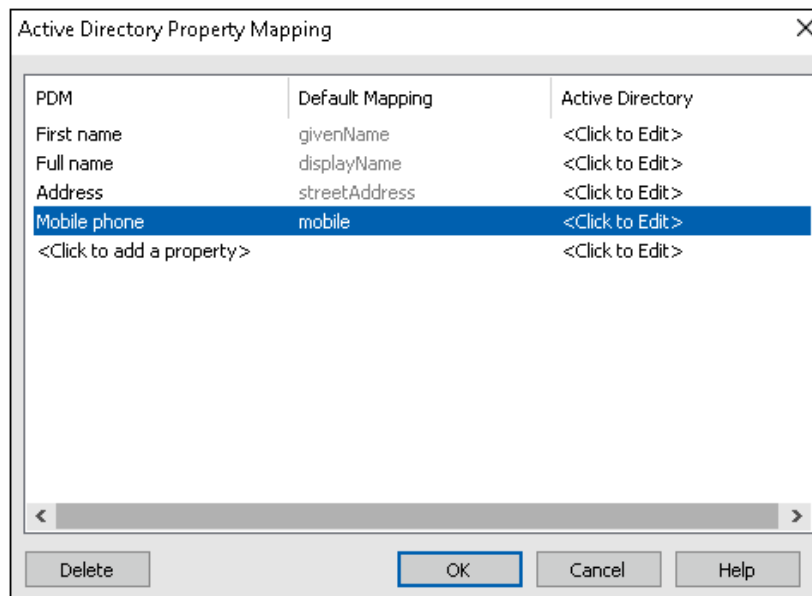 Active Directory Property Mapping
PDM Default Mapping Active Directory
First name givenName <Click to Edit>
Full name displayName <Click to Edit>
Address streetAddress <Click to Edit>
Mobile phone mobile <Click to Edit>
<Click to add a property> <Click to Edit>
Delete OK Cancel Help